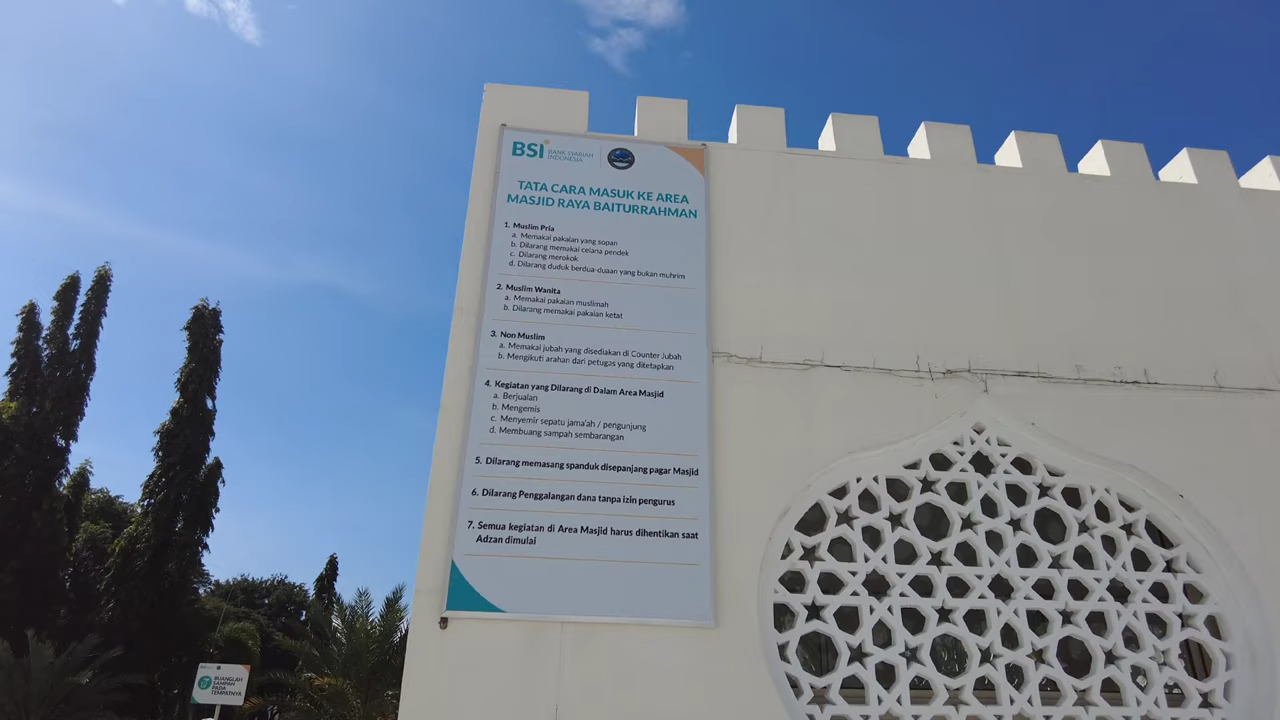 BSI BANK SYARIAH
INDONESIA
TATA CARA MASUK KE AREA
MASJID RAYA BAITURRAHMAN
1. Muslim Pria
a. Memakai pakaian yang sopan
b. Dilarang memakai celana pendek
c. Dilarang merokok
d. Dilarang duduk berdua-duaan yang bukan muhrim
2. Muslim Wanita
a. Memakai pakaian muslimah
b. Dilarang memakai pakaian ketat
3. Non Muslim
a. Memakai jubah yang disediakan di Counter Jubah
b. Mengikuti arahan dari petugas yang ditetapkan
4. Kegiatan yang Dilarang di Dalam Area Masjid
a. Berjualan
b. Mengemis
c. Menyemir sepatu jama'ah / pengunjung
d. Membuang sampah sembarangan
5. Dilarang memasang spanduk disepanjang pagar Masjid
6. Dilarang Penggalangan dana tanpa izin pengurus
7. Semua kegiatan di Area Masjid harus dihentikan saat
Adzan dimulai
BUANGLAH
SAMPAH
PADA
TEMPATNYA